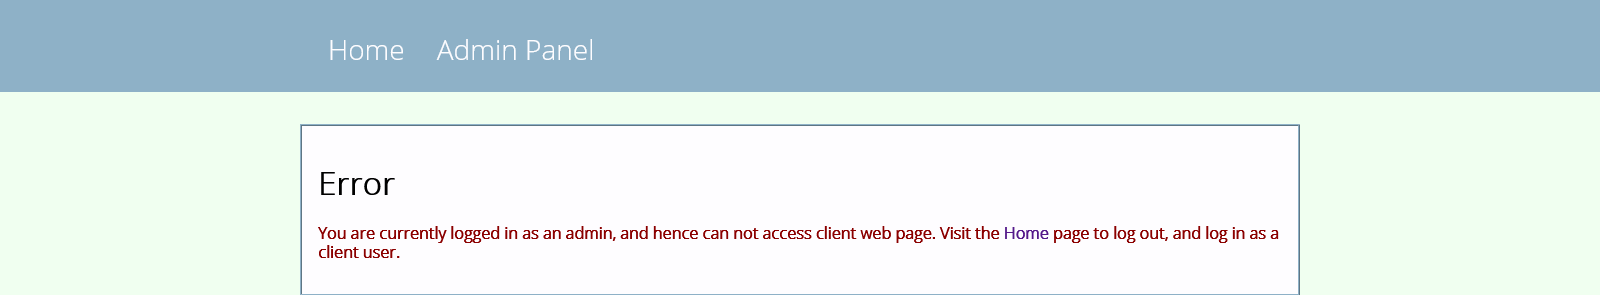 Home Admin Panel
Error
You are currently logged in as an admin, and hence can not access client web page. Visit the Home page to log out, and log in as a
client user.